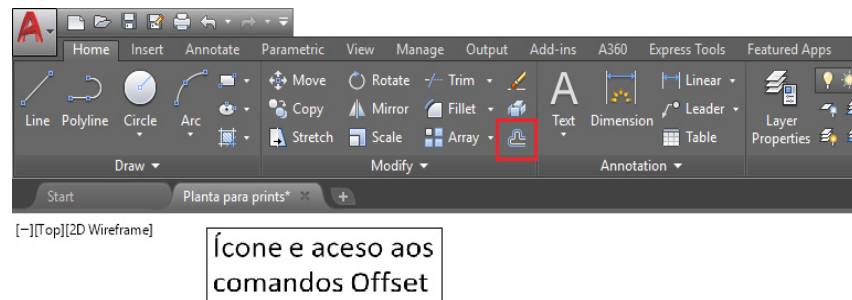 A
Home Insert Annotate Parametric View Manage Output Add-ins A360 Express Tools Featured Apps
Line Polyline Circle Arc
Move Rotate Trim
Copy Mirror Fillet
Stretch Scale Array
Text Dimension
Linear
Leader
Table
Layer
Properties
Draw Modify Annotation
Start Planta para prints*
[−][Top][2D Wireframe]
Ícone e aceso aos
comandos Offset